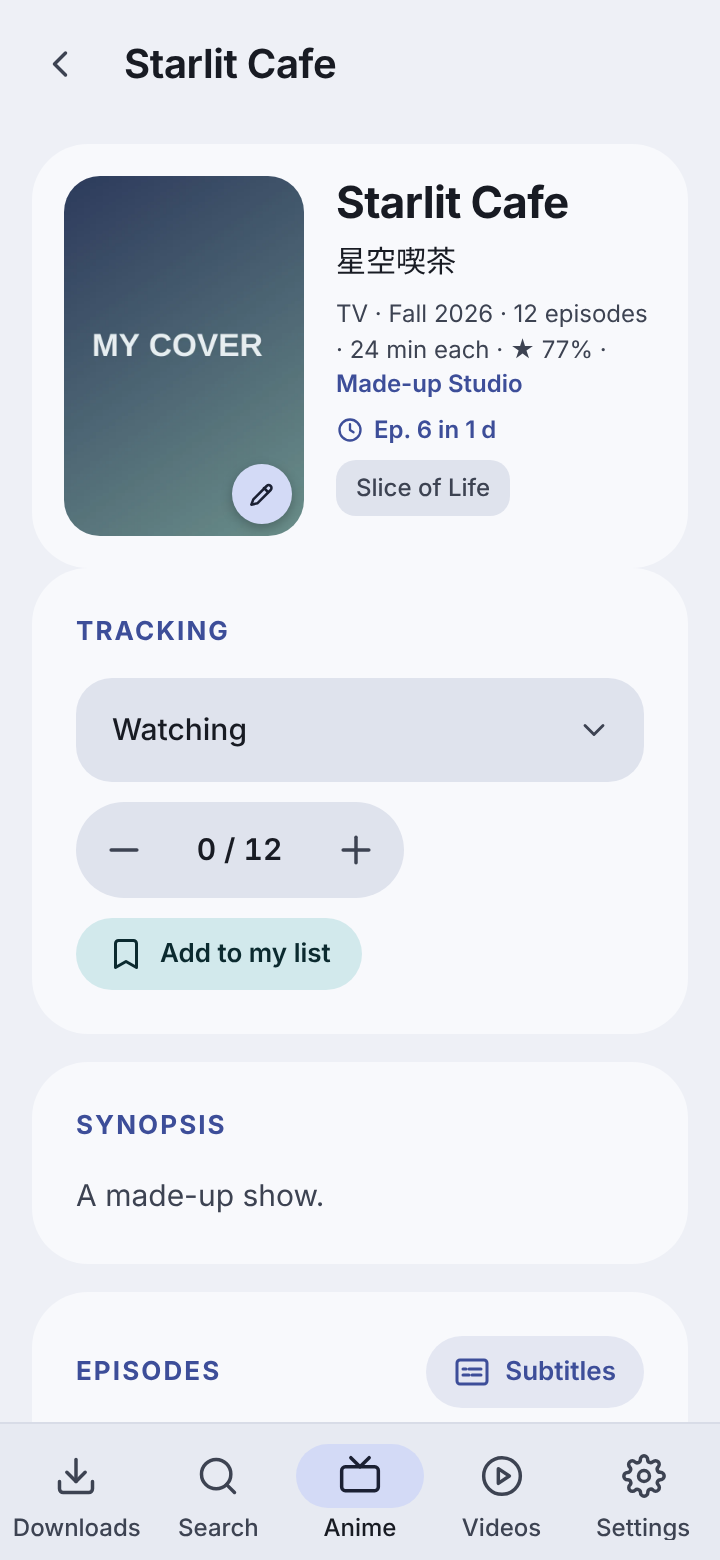 Starlit Cafe
MY COVER
Starlit Cafe
星空喫茶
TV · Fall 2026 · 12 episodes
· 24 min each · ★ 77% ·
Made-up Studio
Ep. 6 in 1 d
Slice of Life
TRACKING
Watching
0 / 12
Add to my list
SYNOPSIS
A made-up show.
EPISODES
Subtitles
Downloads
Search
Anime
Videos
Settings